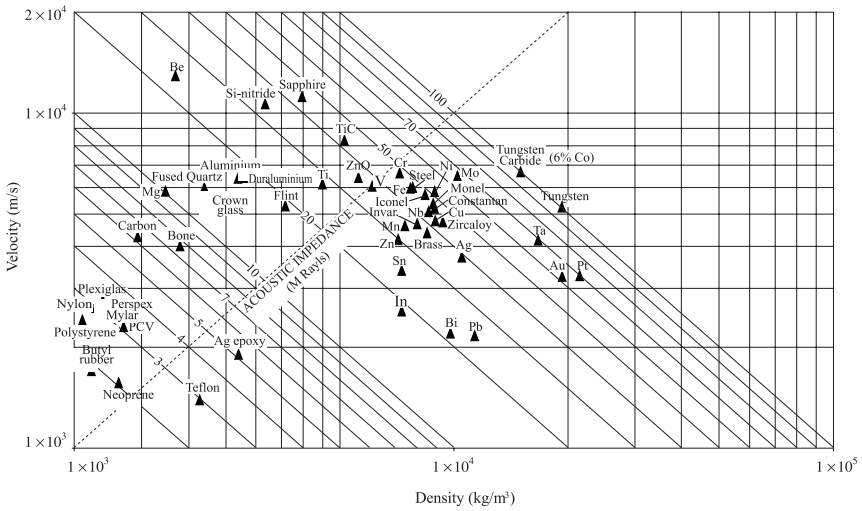 2 × 10⁴
1 × 10⁴
1 × 10³
Velocity (m/s)
Be
Si-nitride
Sapphire
100
70
50
TiC
Tungsten
Carbide (6% Co)
Aluminium
Fused Quartz
Duraluminium
Mg
Crown
glass
Ti
Flint
ZnO
V
Cr
Steel
Fe
Ni
Mo
Monel
Iconel
Constantan
Invar
Nb
Cu
Mn
Zircaloy
Zn
Brass
Ag
Tungsten
Ta
Au
Pt
Carbon
Bone
20
10
7
5
4
3
ACOUSTIC IMPEDANCE
(M Rayls)
Sn
In
Bi
Pb
Plexiglas
Nylon
Perspex
Mylar
PCV
Polystyrene
Butyl
rubber
Neoprene
Ag epoxy
Teflon
1 × 10³
1 × 10⁴
1 × 10⁵
Density (kg/m³)